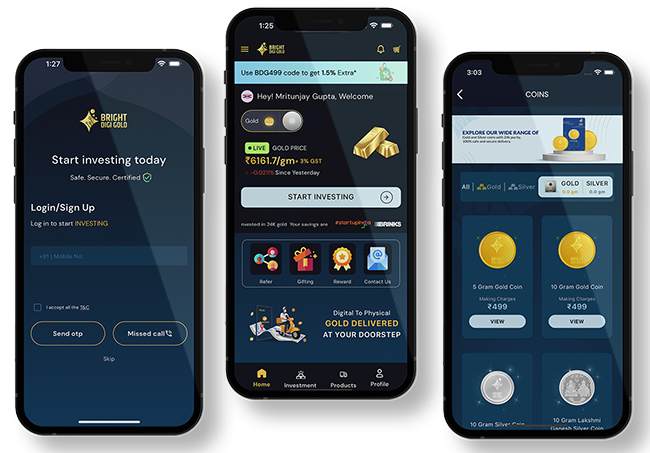 1:27
BRIGHT
DIGI GOLD
Start investing today
Safe. Secure. Certified
Login/Sign Up
Log in to start INVESTING
+91 | Mobile No
I accept all the T&C
Send otp
Missed call
Skip
1:25
BRIGHT
DIGI GOLD
Use BDG499 code to get 1.5% Extra*
Hey! Mritunjay Gupta, Welcome
Gold
LIVE GOLD PRICE
₹6161.7/gm+ 3% GST
-0.0211% Since Yesterday
START INVESTING
nvested in 24K gold. Your savings are #startupindia BRINKS
Refer Gifting Reward Contact Us
Digital To Physical
GOLD DELIVERED
AT YOUR DOORSTEP
Home Investment Products Profile
3:03
COINS
EXPLORE OUR WIDE RANGE OF
Gold and Silver coins with 24k purity,
100% safe and secure delivery.
All | Gold | Silver
GOLD SILVER
0.0 gm 0.0 gm
5 Gram Gold Coin
Making Charges
₹499
VIEW
10 Gram Gold Coin
Making Charges
₹499
VIEW
10 Gram Silver Coin
10 Gram Lakshmi
Ganesh Silver Coin